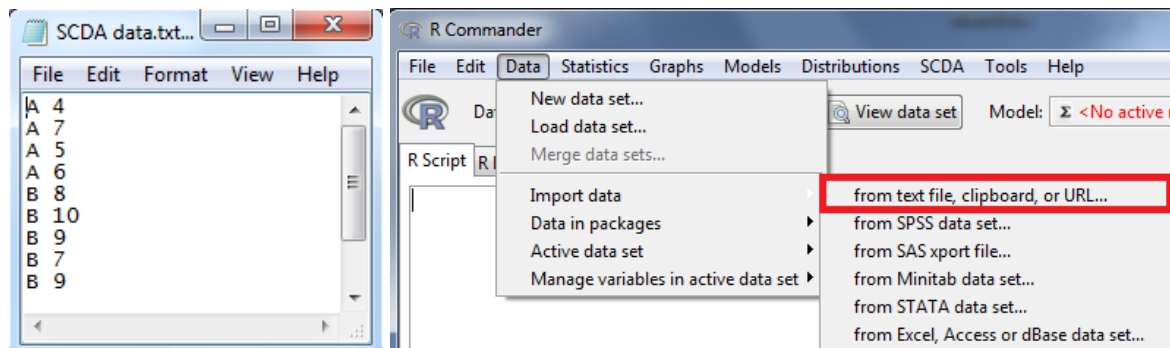 SCDA data.txt...
File Edit Format View Help
A 4
A 7
A 5
A 6
B 8
B 10
B 9
B 7
B 9
R Commander
File Edit Data Statistics Graphs Models Distributions SCDA Tools Help
Da View data set Model: Σ <No active
R Script R
New data set...
Load data set...
Merge data sets...
Import data
Data in packages
Active data set
Manage variables in active data set
from text file, clipboard, or URL...
from SPSS data set...
from SAS xport file...
from Minitab data set...
from STATA data set...
from Excel, Access or dBase data set...